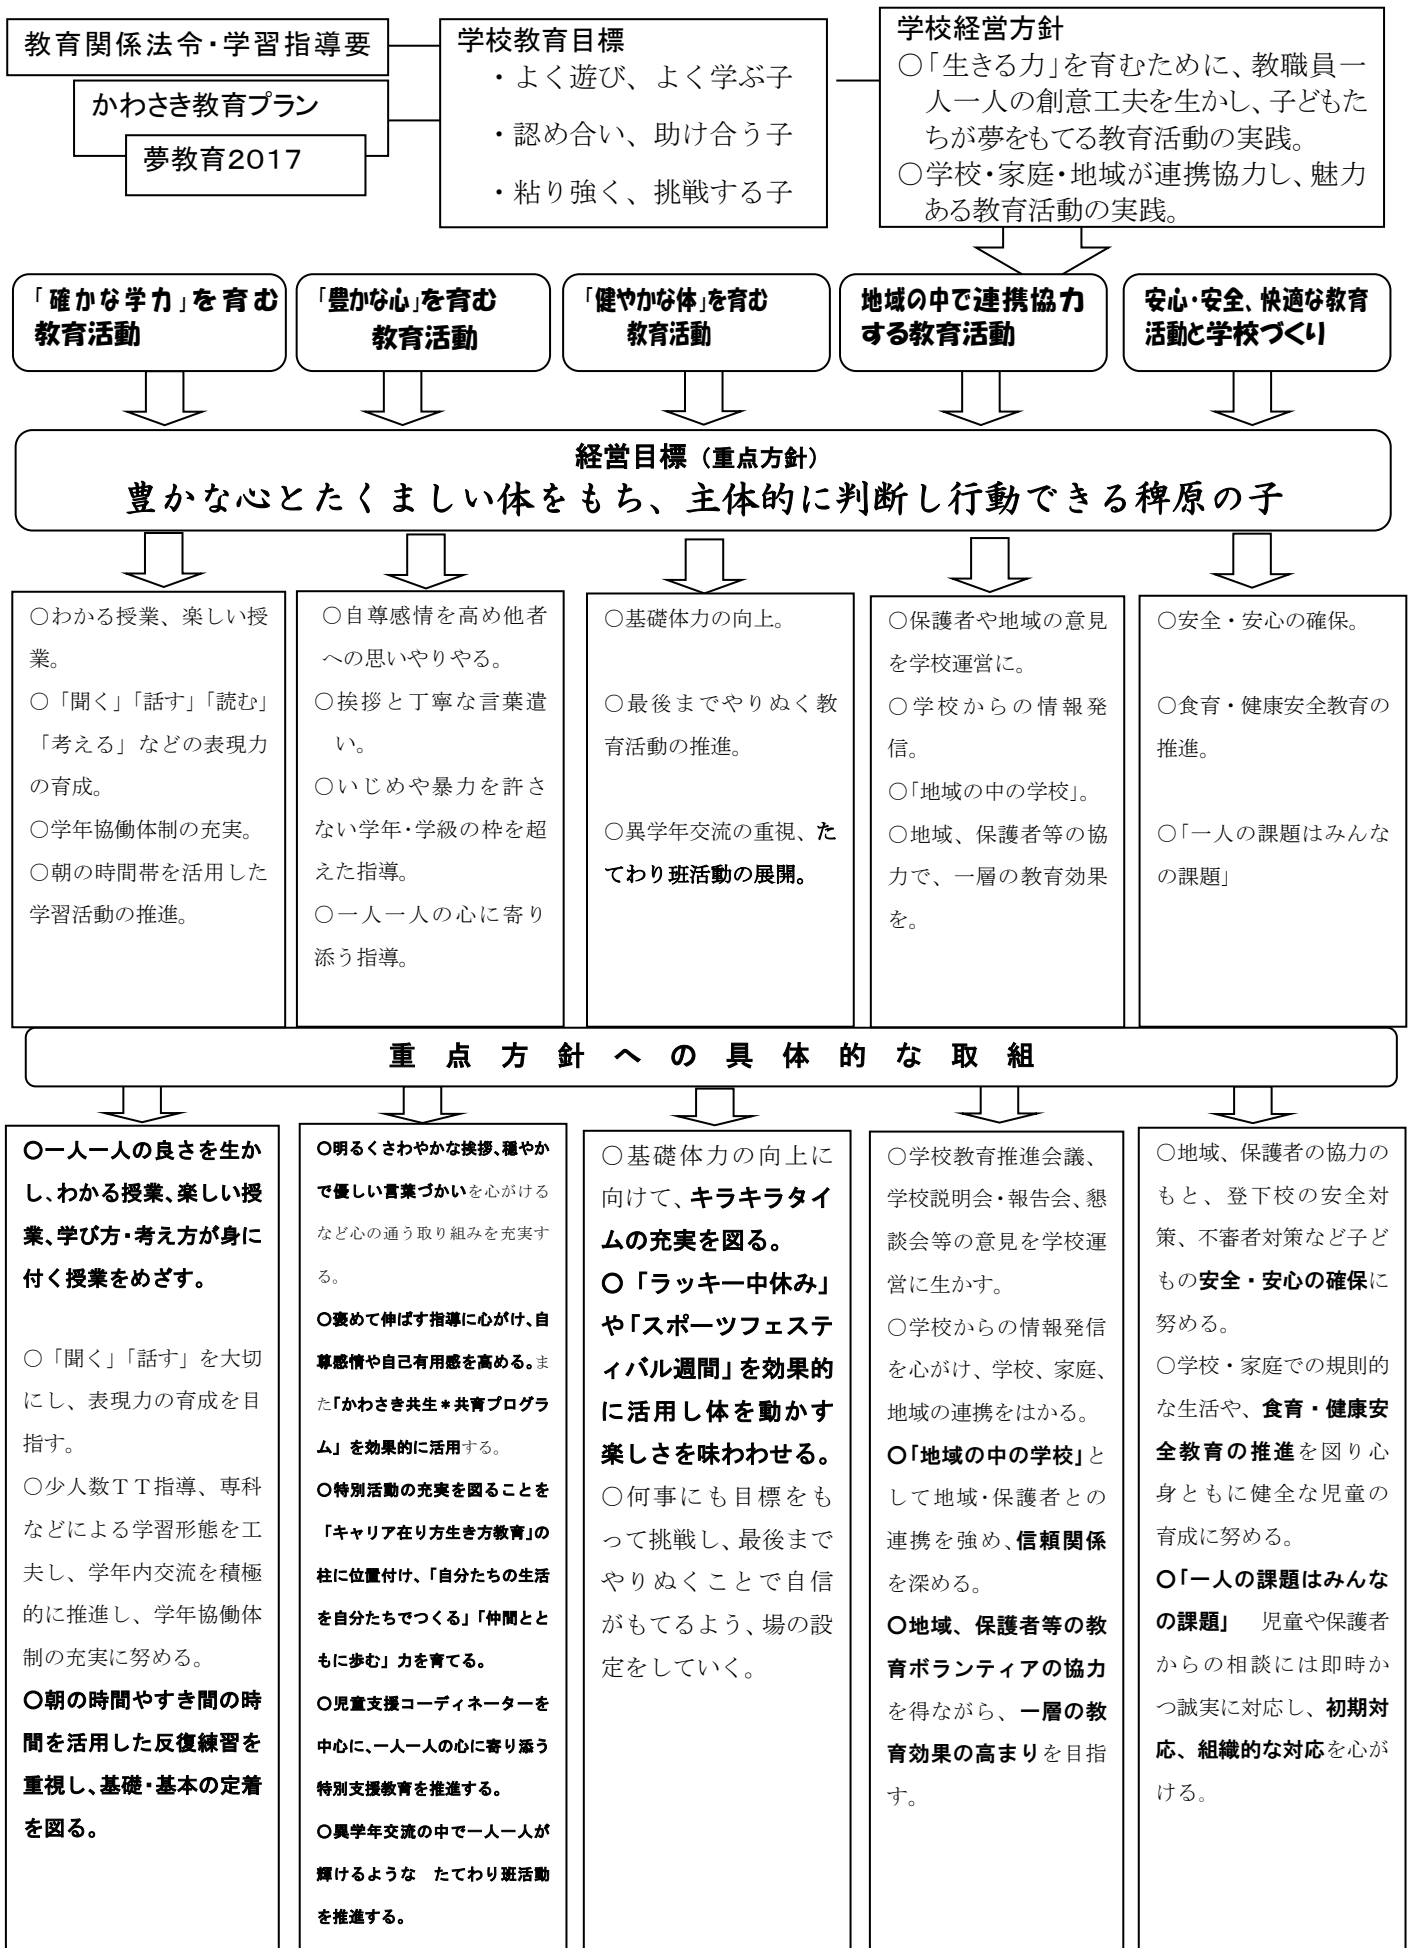 教育関係法令・学習指導要
かわさき教育プラン
夢教育2017
学校教育目標
・よく遊び、よく学ぶ子
・認め合い、助け合う子
・粘り強く、挑戦する子
学校経営方針
○「生きる力」を育むために、教職員一
人一人の創意工夫を生かし、子どもた
ちが夢をもてる教育活動の実践。
○学校・家庭・地域が連携協力し、魅力
ある教育活動の実践。
「確かな学力」を育む
教育活動
「豊かな心」を育む
教育活動
「健やかな体」を育む
教育活動
地域の中で連携協力
する教育活動
安心・安全、快適な教育
活動と学校づくり
経営目標（重点方針）
豊かな心とたくましい体をもち、主体的に判断し行動できる稗原の子
○わかる授業、楽しい授
業。
○「聞く」「話す」「読む」
「考える」などの表現力
の育成。
○学年協働体制の充実。
○朝の時間帯を活用した
学習活動の推進。
○自尊感情を高め他者
への思いやりやる。
○挨拶と丁寧な言葉遣
い。
○いじめや暴力を許さ
ない学年・学級の枠を超
えた指導。
○一人一人の心に寄り
添う指導。
○基礎体力の向上。
○最後までやりぬく教
育活動の推進。
○異学年交流の重視、た
てわり班活動の展開。
○保護者や地域の意見
を学校運営に。
○学校からの情報発
信。
○「地域の中の学校」。
○地域、保護者等の協
力で、一層の教育効果
を。
○安全・安心の確保。
○食育・健康安全教育の
推進。
○「一人の課題はみんな
の課題」
重点方針への具体的な取組
○一人一人の良さを生か
し、わかる授業、楽しい授
業、学び方・考え方が身に
付く授業をめざす。
○「聞く」「話す」を大切
にし、表現力の育成を目
指す。
○少人数ＴＴ指導、専科
などによる学習形態を工
夫し、学年内交流を積極
的に推進し、学年協働体
制の充実に努める。
○朝の時間やすき間の時
間を活用した反復練習を
重視し、基礎・基本の定着
を図る。
○明るくさわやかな挨拶、穏やか
で優しい言葉づかいを心がける
など心の通う取り組みを充実す
る。
○褒めて伸ばす指導に心がけ、自
尊感情や自己有用感を高める。ま
た「かわさき共生＊共育プログラ
ム」を効果的に活用する。
○特別活動の充実を図ることを
「キャリア在り方生き方教育」の
柱に位置付け、「自分たちの生活
を自分たちでつくる」「仲間とと
もに歩む」力を育てる。
○児童支援コーディネーターを
中心に、一人一人の心に寄り添う
特別支援教育を推進する。
○異学年交流の中で一人一人が
輝けるような　たてわり班活動
を推進する。
○基礎体力の向上に
向けて、キラキラタイ
ムの充実を図る。
○「ラッキー中休み」
や「スポーツフェステ
ィバル週間」を効果的
に活用し体を動かす
楽しさを味わわせる。
○何事にも目標をも
って挑戦し、最後まで
やりぬくことで自信
がもてるよう、場の設
定をしていく。
○学校教育推進会議、
学校説明会・報告会、懇
談会等の意見を学校運
営に生かす。
○学校からの情報発信
を心がけ、学校、家庭、
地域の連携をはかる。
○「地域の中の学校」と
して地域・保護者との
連携を強め、信頼関係
を深める。
○地域、保護者等の教
育ボランティアの協力
を得ながら、一層の教
育効果の高まりを目指
す。
○地域、保護者の協力の
もと、登下校の安全対
策、不審者対策など子ど
もの安全・安心の確保に
努める。
○学校・家庭での規則的
な生活や、食育・健康安
全教育の推進を図り心
身ともに健全な児童の
育成に努める。
○「一人の課題はみんな
の課題」　児童や保護者
からの相談には即時か
つ誠実に対応し、初期対
応、組織的な対応を心が
ける。